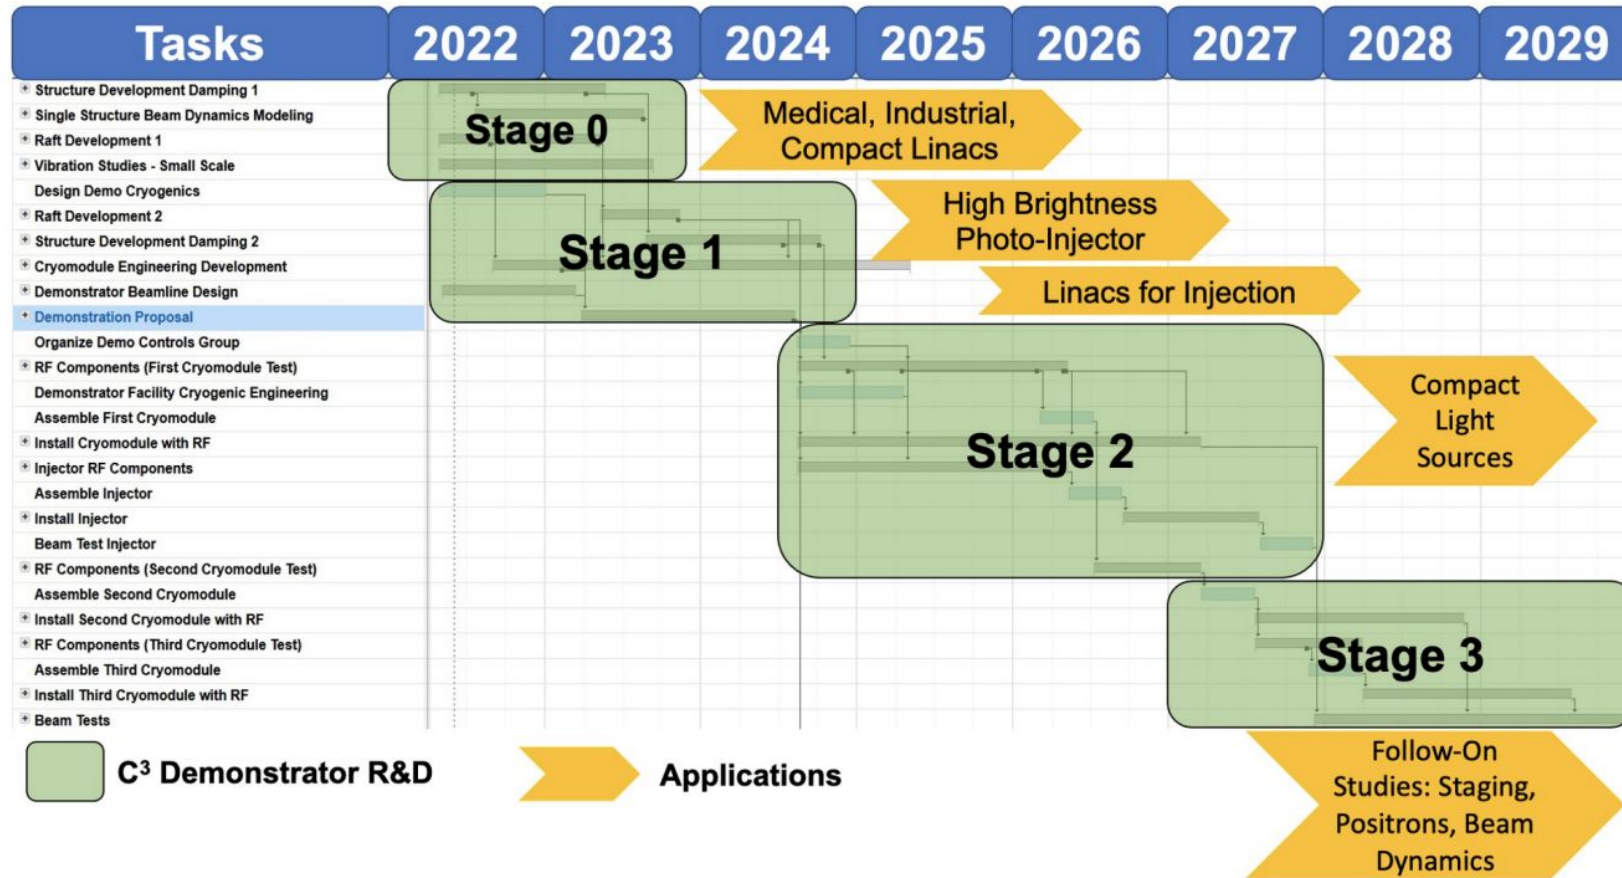 Tasks 2022 2023 2024 2025 2026 2027 2028 2029
Structure Development Damping 1
Single Structure Beam Dynamics Modeling
Raft Development 1
Vibration Studies - Small Scale
Design Demo Cryogenics
Raft Development 2
Structure Development Damping 2
Cryomodule Engineering Development
Demonstrator Beamline Design
Demonstration Proposal
Organize Demo Controls Group
RF Components (First Cryomodule Test)
Demonstrator Facility Cryogenic Engineering
Assemble First Cryomodule
Install Cryomodule with RF
Injector RF Components
Assemble Injector
Install Injector
Beam Test Injector
RF Components (Second Cryomodule Test)
Assemble Second Cryomodule
Install Second Cryomodule with RF
RF Components (Third Cryomodule Test)
Assemble Third Cryomodule
Install Third Cryomodule with RF
Beam Tests
Stage 0
Medical, Industrial,
Compact Linacs
Stage 1
High Brightness
Photo-Injector
Linacs for Injection
Stage 2
Compact
Light
Sources
Stage 3
Follow-On
Studies: Staging,
Positrons, Beam
Dynamics
C³ Demonstrator R&D
Applications